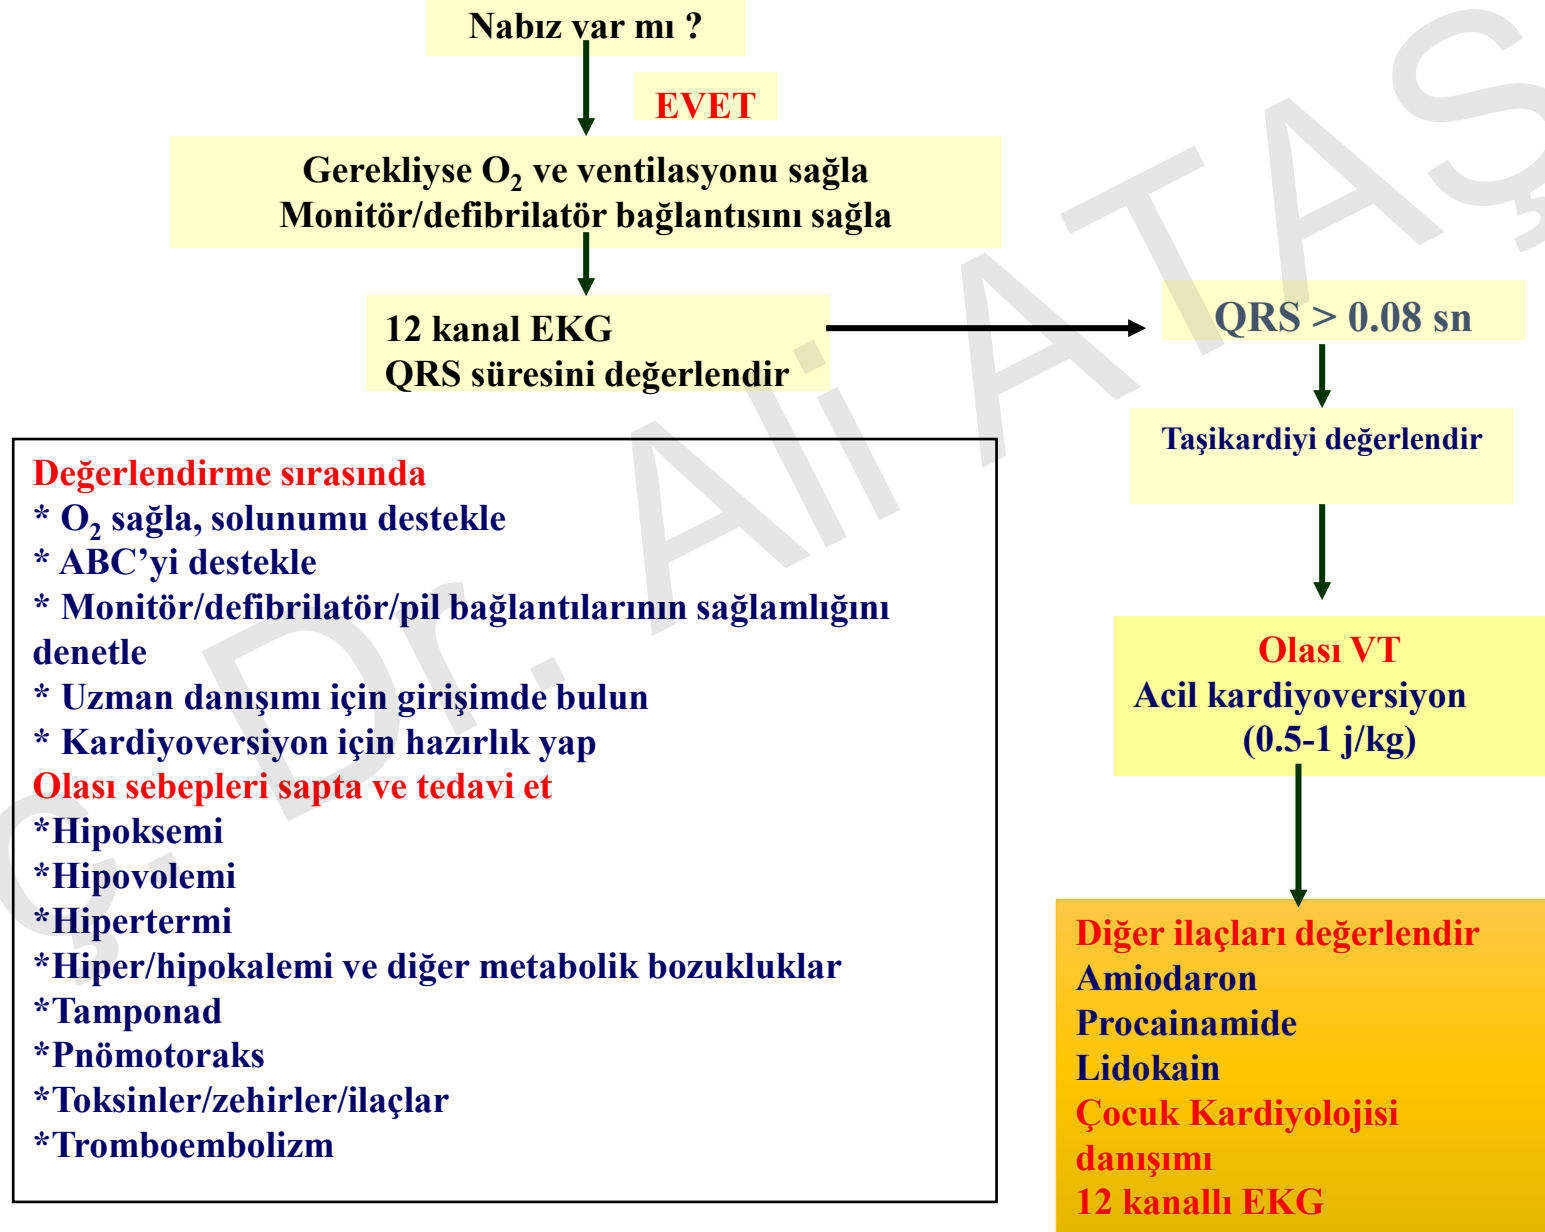 Nabız var mı ?
EVET
Gerekliyse O₂ ve ventilasyonu sağla
Monitör/defibrilatör bağlantısını sağla
12 kanal EKG
QRS süresini değerlendir
QRS > 0.08 sn
Taşikardiyi değerlendir
Olası VT
Acil kardiyoversiyon
(0.5-1 j/kg)
Diğer ilaçları değerlendir
Amiodaron
Procainamide
Lidokain
Çocuk Kardiyolojisi
danışımı
12 kanallı EKG
Değerlendirme sırasında
* O₂ sağla, solunumu destekle
* ABC’yi destekle
* Monitör/defibrilatör/pil bağlantılarının sağlamlığını
denetle
* Uzman danışımı için girişimde bulun
* Kardiyoversiyon için hazırlık yap
Olası sebepleri sapta ve tedavi et
*Hipoksemi
*Hipovolemi
*Hipertermi
*Hiper/hipokalemi ve diğer metabolik bozukluklar
*Tamponad
*Pnömotoraks
*Toksinler/zehirler/ilaçlar
*Tromboembolizm
ç. Dr. Ali ATAŞ